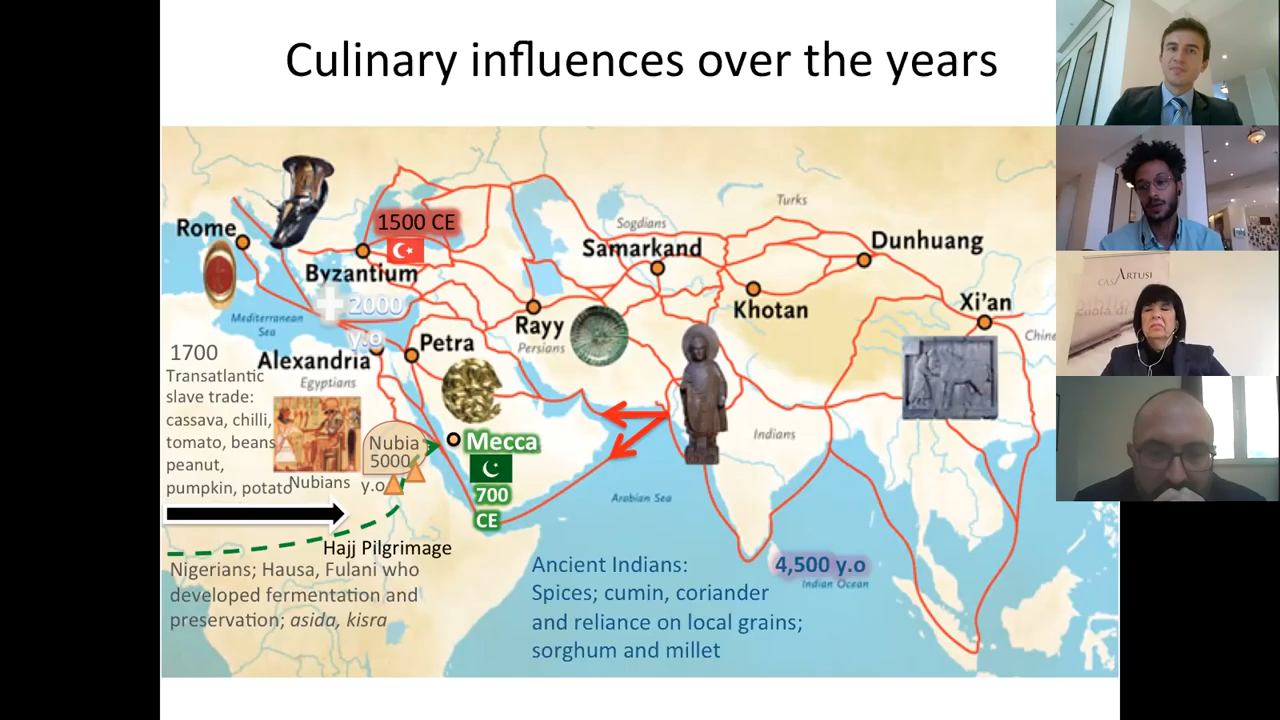 Culinary influences over the years
Turks
Sogdians
1500 CE
Rome
Samarkand
Dunhuang
Byzantium
Khotan
Xi'an
2000
y.o
Mediterranean
Sea
Rayy
Persians
Chine
Petra
1700
Alexandria
Egyptians
Transatlantic
slave trade:
cassava, chilli,
tomato, beans
peanut,
pumpkin, potato
Nubia
5000
y.o
Nubians
Mecca
700
CE
Indians
Arabian Sea
Hajj Pilgrimage
Nigerians; Hausa, Fulani who
developed fermentation and
preservation; asida, kisra
Ancient Indians:
Spices; cumin, coriander
and reliance on local grains;
sorghum and millet
4,500 y.o
Indian Ocean
CASARTUSI